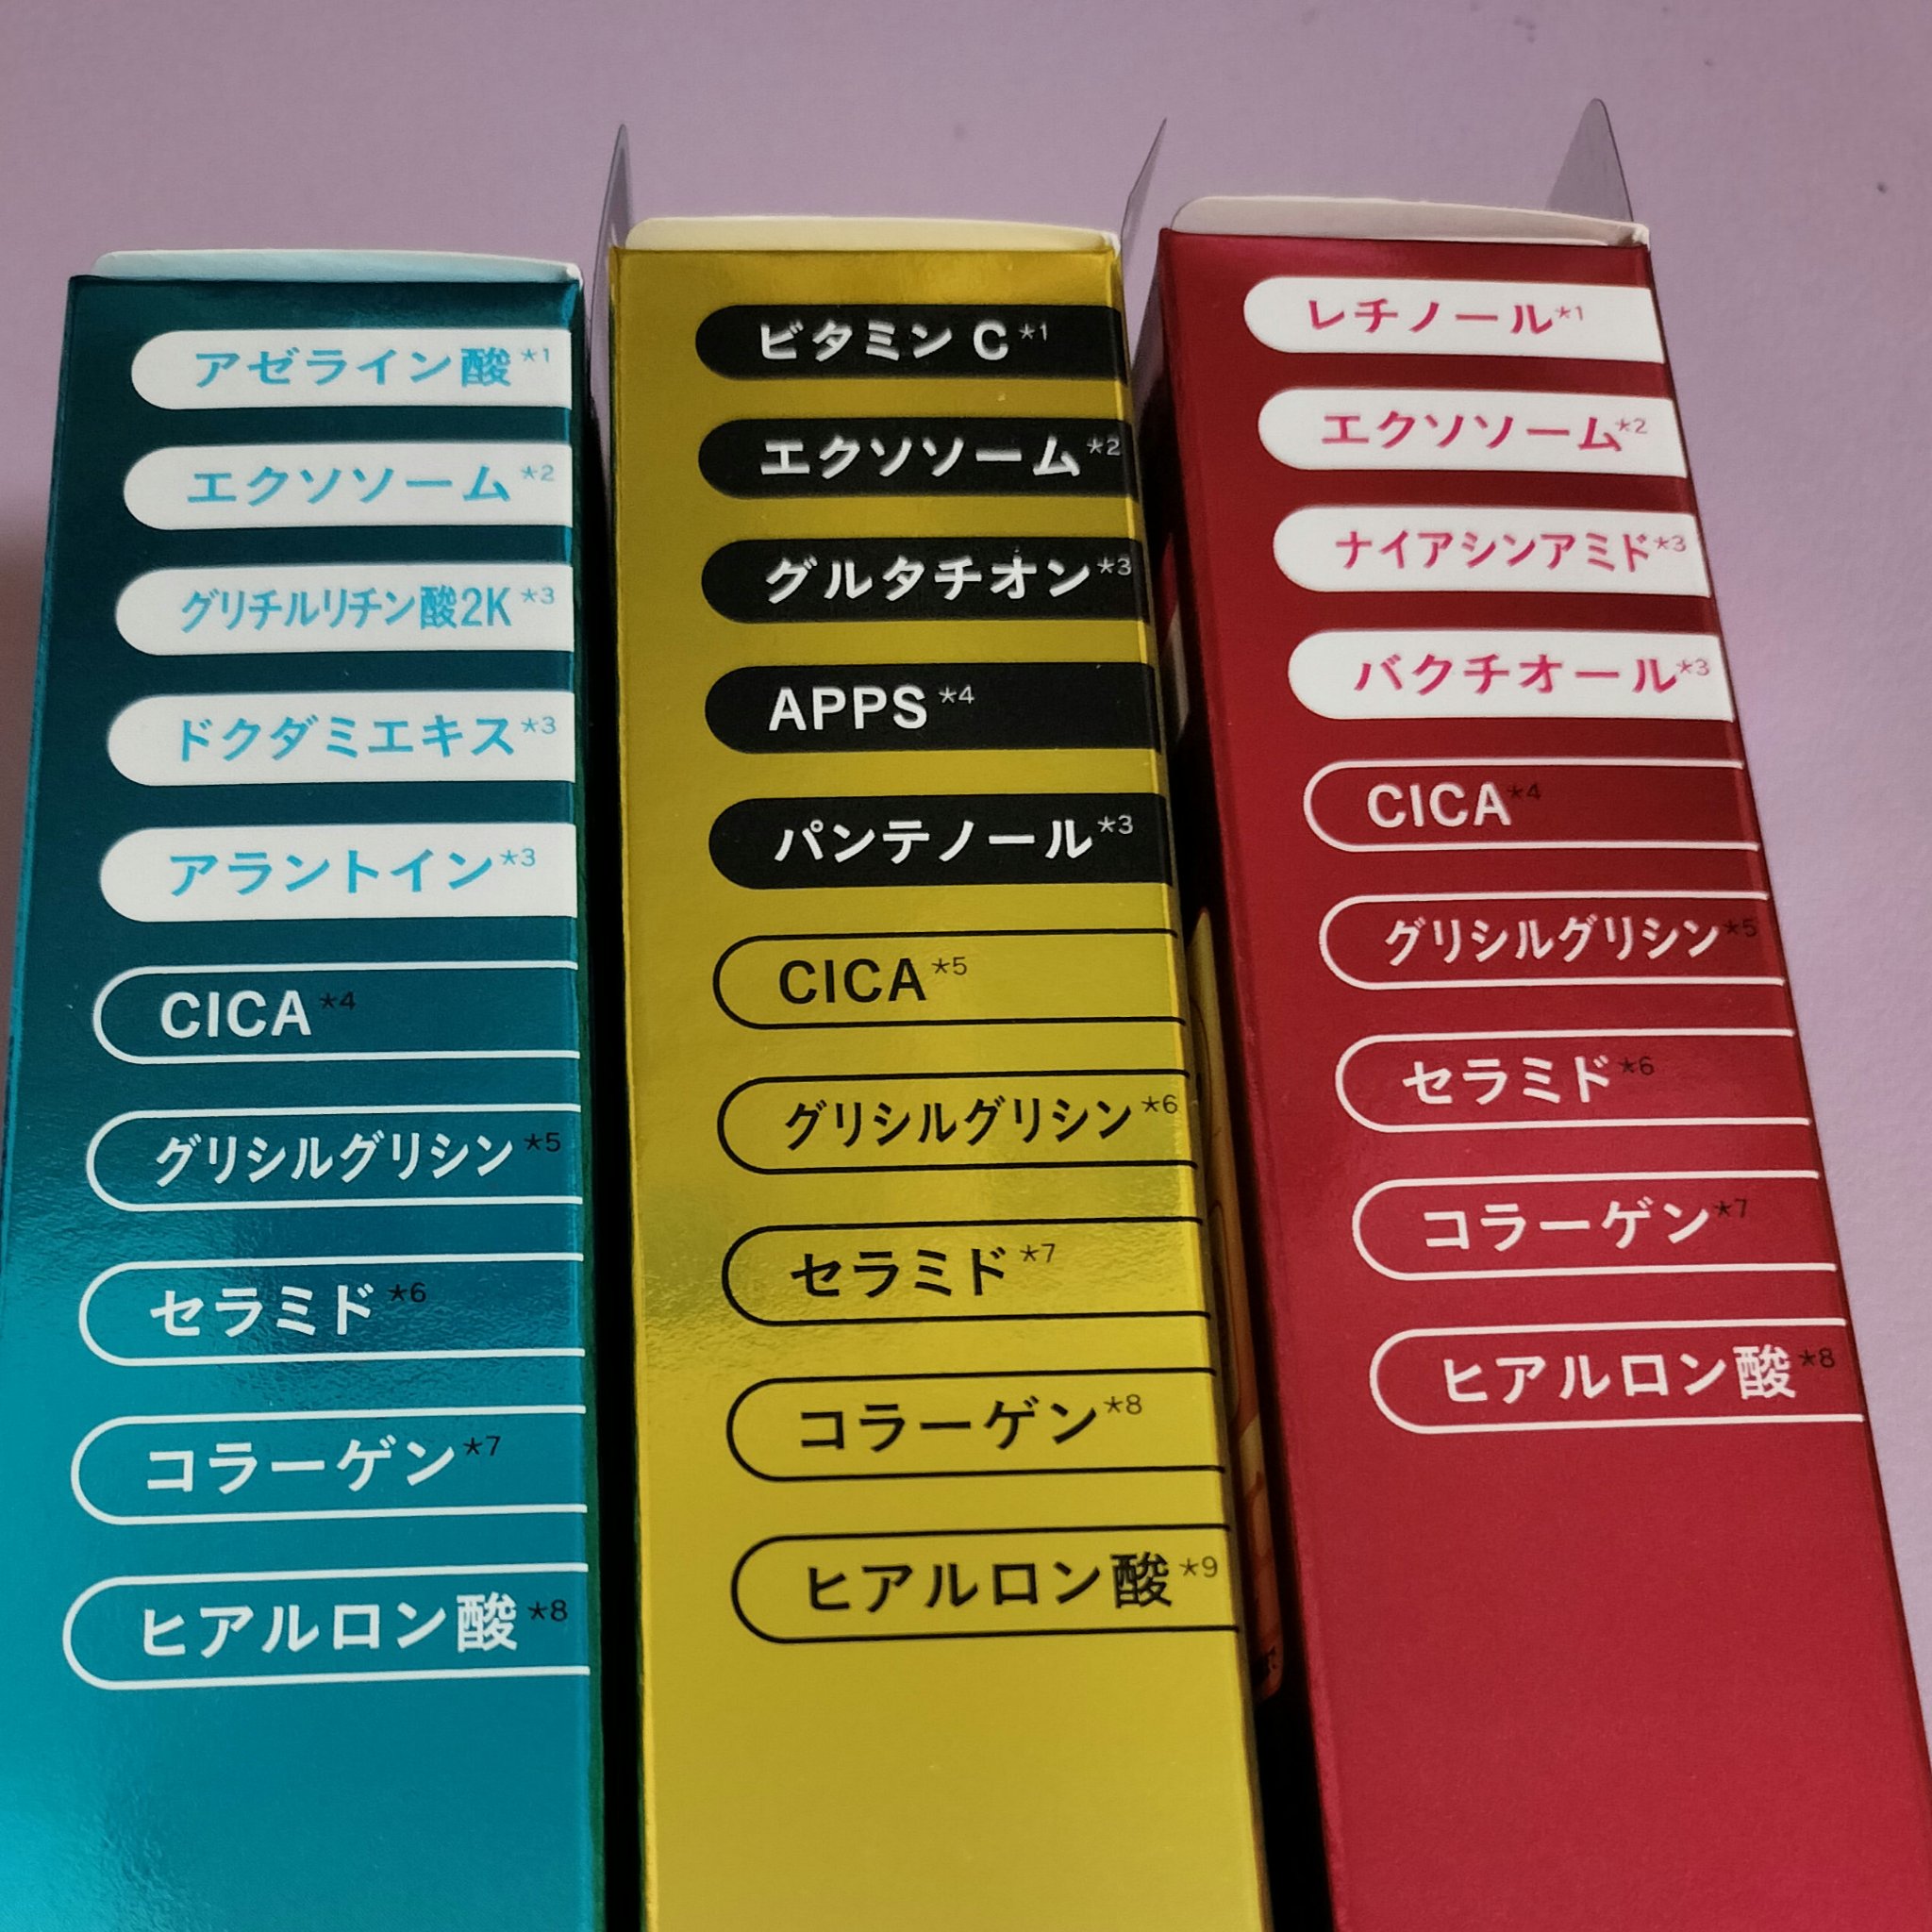 アゼライン酸*1
エクソソーム*2
グリチルリチン酸2K*3
ドクダミエキス*3
アラントイン*3
CICA*4
グリシルグリシン*5
セラミド*6
コラーゲン*7
ヒアルロン酸*8
ビタミン C*1
エクソソーム*2
グルタチオン*3
APPS*4
パンテノール*3
CICA*5
グリシルグリシン*6
セラミド*7
コラーゲン*8
ヒアルロン酸*9
レチノール*1
エクソソーム*2
ナイアシンアミド*3
バクチオール*3
CICA*4
グリシルグリシン*5
セラミド*6
コラーゲン*7
ヒアルロン酸*8